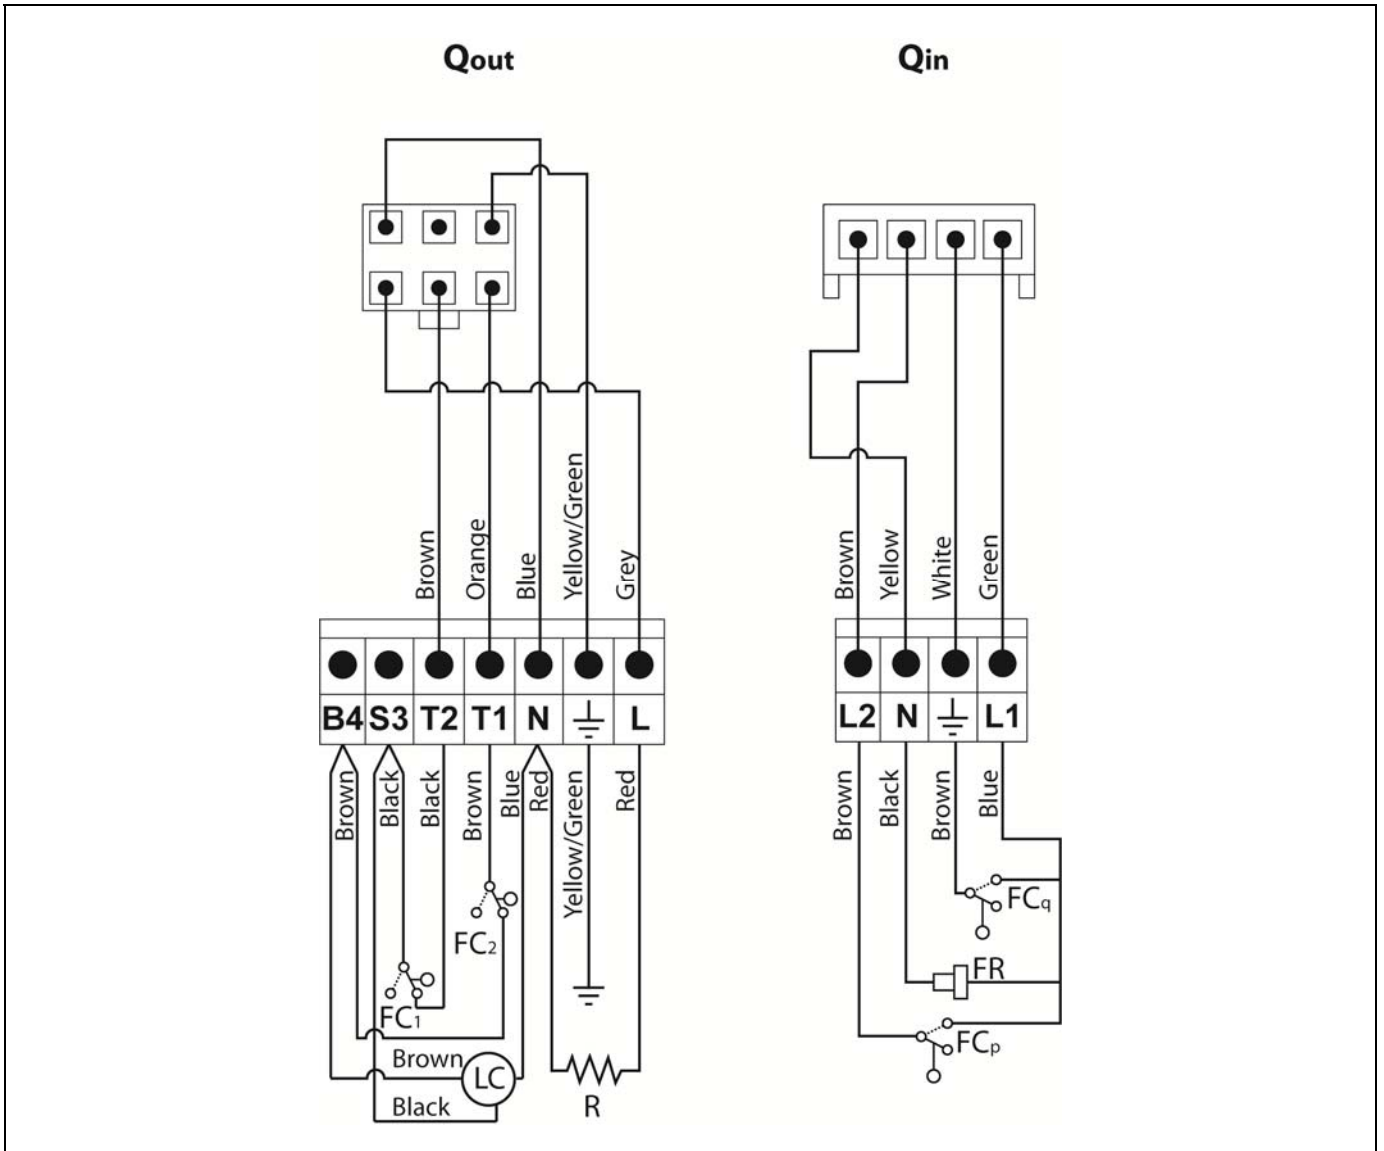 Qout
Qin
Brown
Orange
Blue
Yellow/Green
Grey
Brown
Yellow
White
Green
B4 S3 T2 T1 N L
L2 N L1
Brown
Black
Black
Brown
Blue
Red
Yellow/Green
Red
Brown
Black
Brown
Blue
FCq
FC2
FR
FC1
FCp
Brown
LC
Black
R